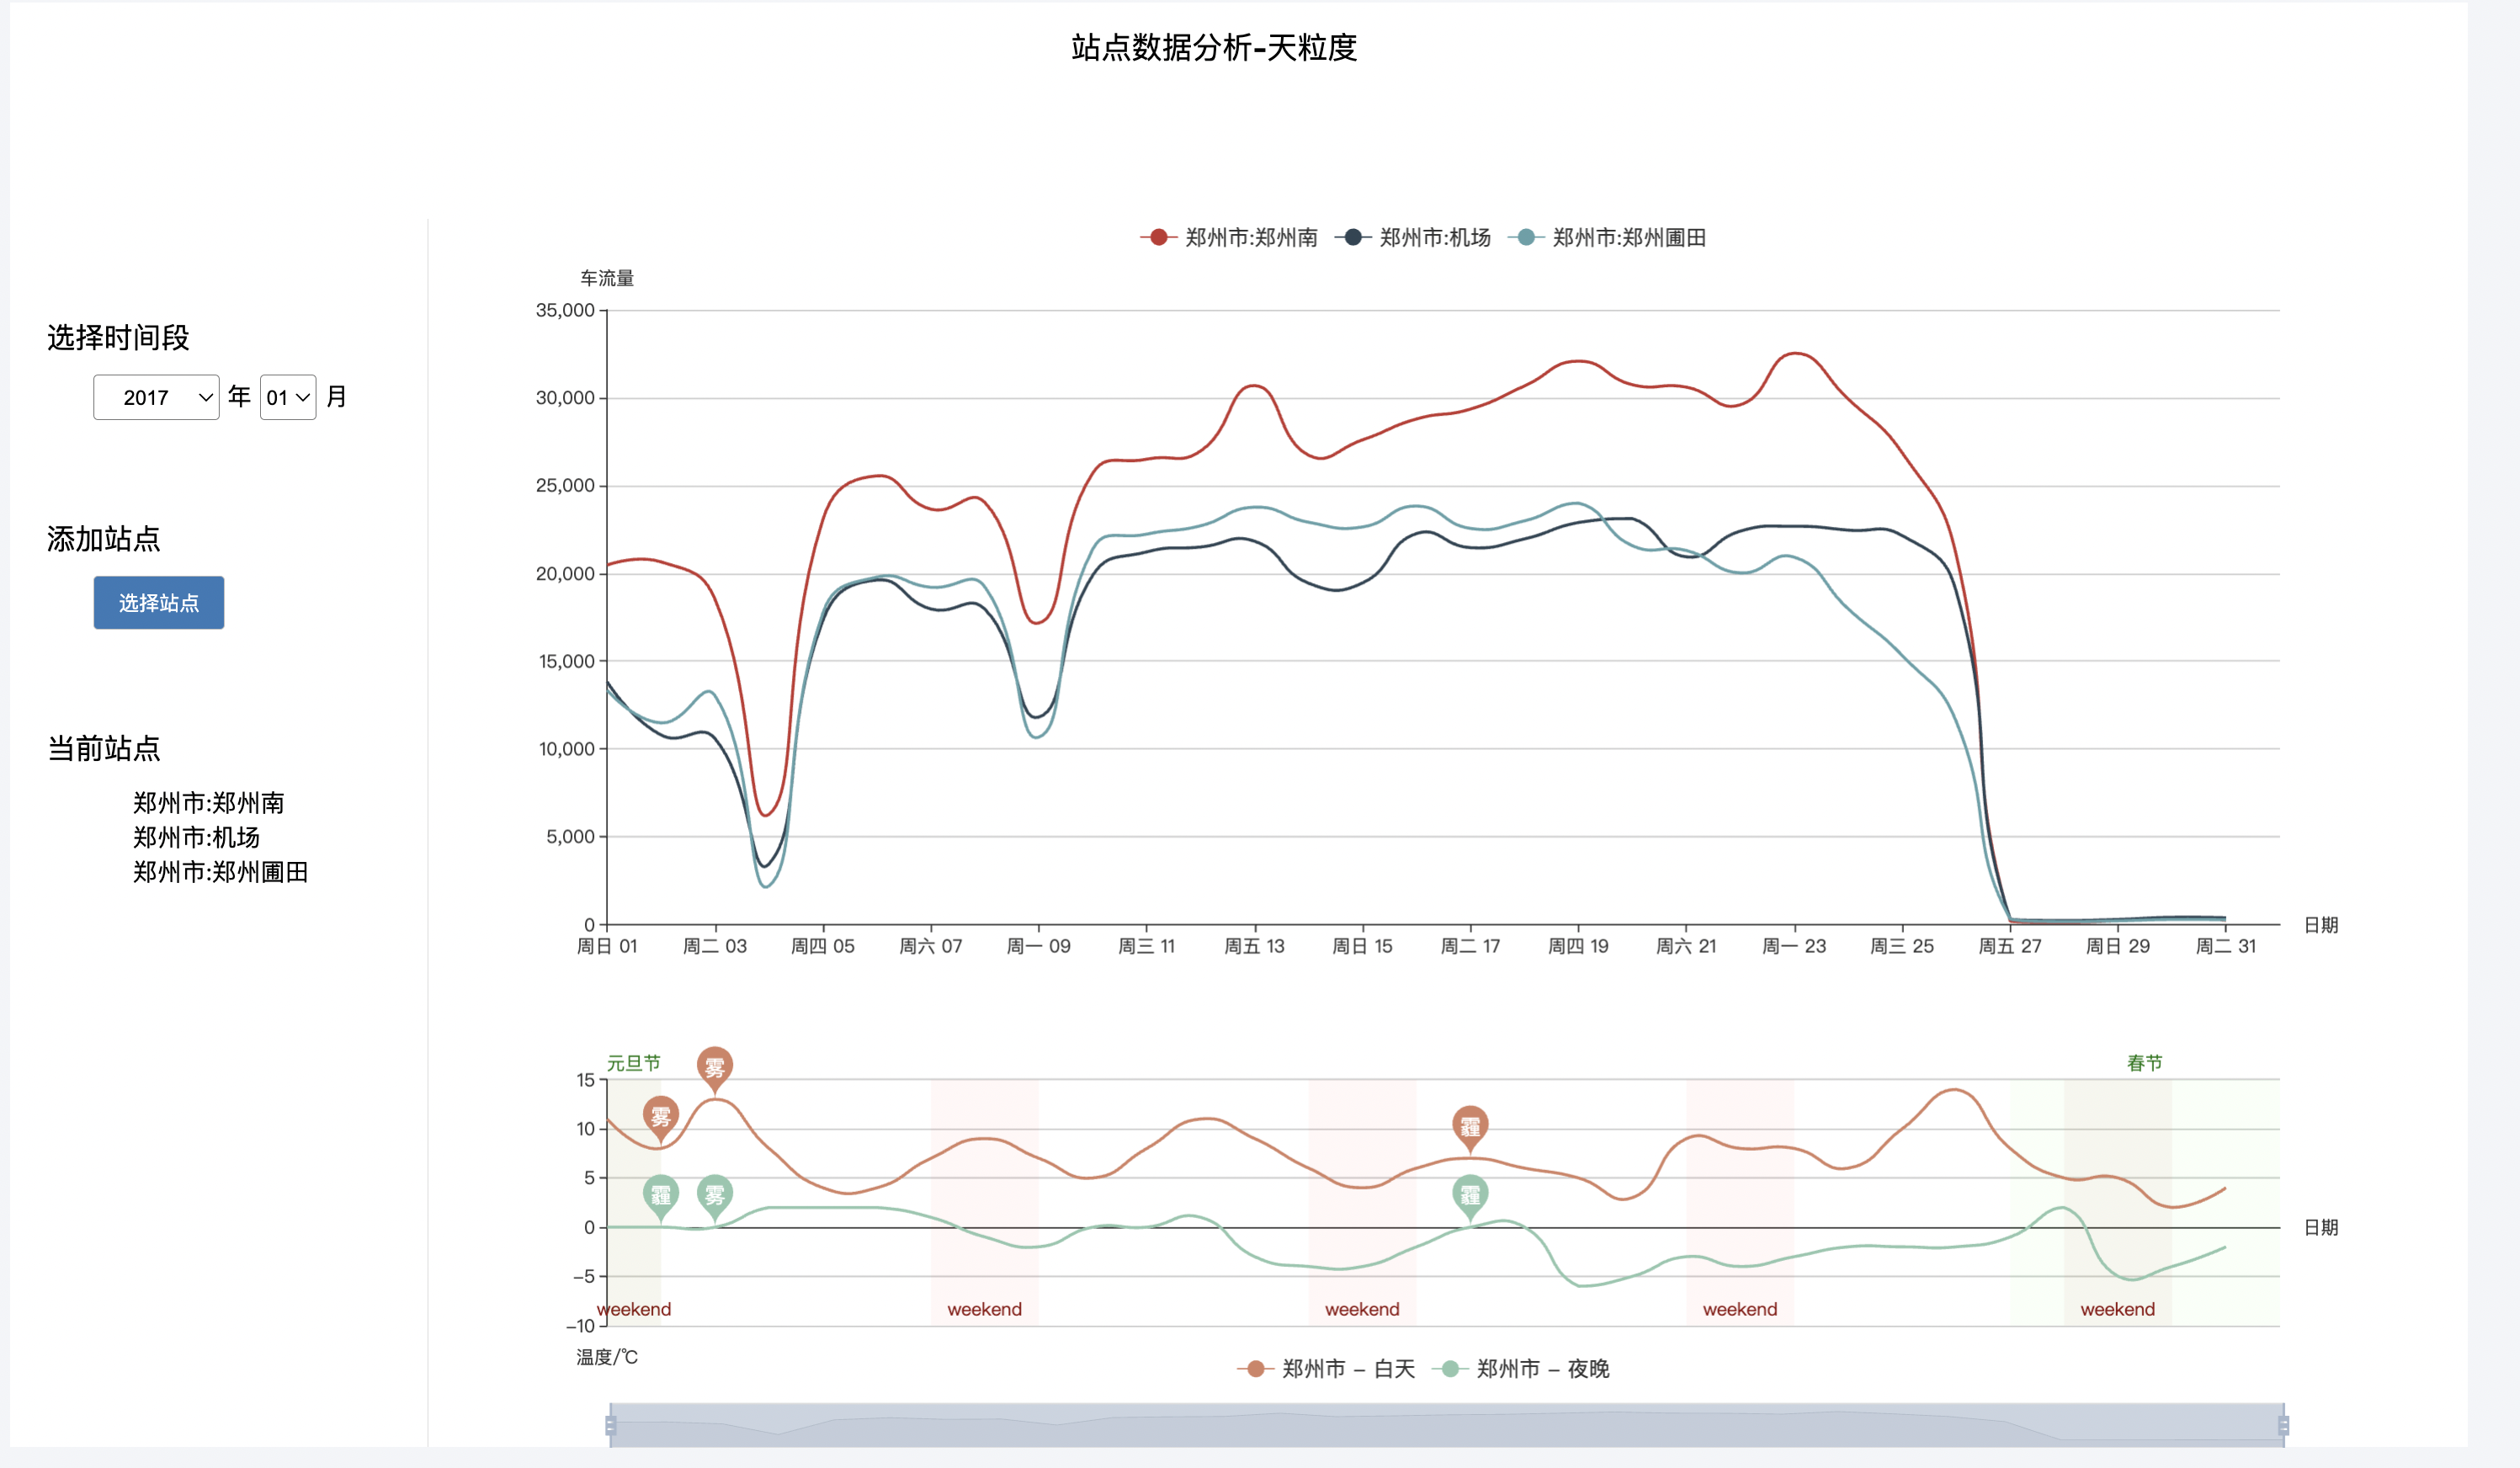 站点数据分析-天粒度
选择时间段
2017 年 01 月
添加站点
选择站点
当前站点
郑州市:郑州南
郑州市:机场
郑州市:郑州圃田
郑州市:郑州南 郑州市:机场 郑州市:郑州圃田
车流量
35,000
30,000
25,000
20,000
15,000
10,000
5,000
0
日期
周日 01 周二 03 周四 05 周六 07 周一 09 周三 11 周五 13 周日 15 周二 17 周四 19 周六 21 周一 23 周三 25 周五 27 周日 29 周二 31
元旦节 春节
雾 雾 霾
霾 雾 霾
15
10
5
0
−5
−10
日期
weekend weekend weekend weekend weekend
温度/℃
郑州市 – 白天 郑州市 – 夜晚